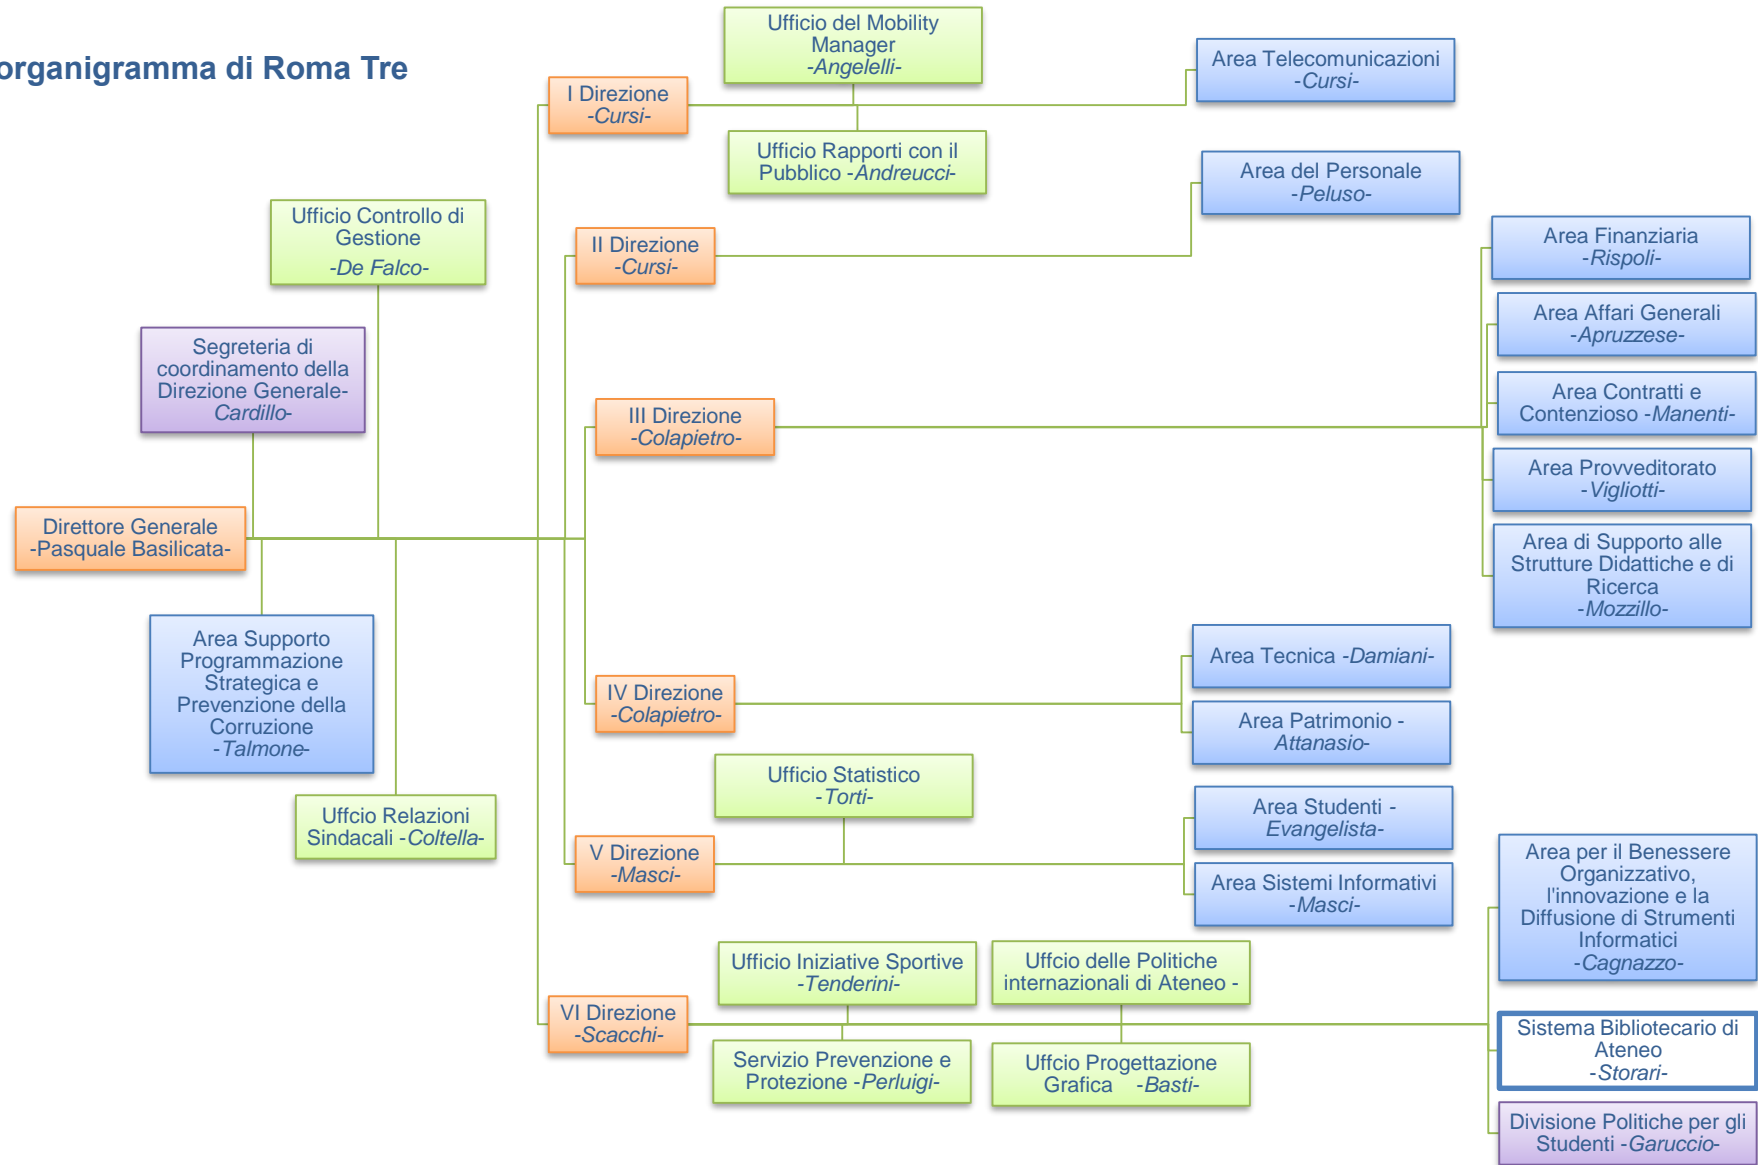 organigramma di Roma Tre
Ufficio del Mobility
Manager
-Angelelli-
Area Telecomunicazioni
-Cursi-
I Direzione
-Cursi-
Ufficio Rapporti con il
Pubblico -Andreucci-
Area del Personale
-Peluso-
Ufficio Controllo di
Gestione
-De Falco-
II Direzione
-Cursi-
Area Finanziaria
-Rispoli-
Area Affari Generali
-Apruzzese-
Segreteria di
coordinamento della
Direzione Generale-
Cardillo-
III Direzione
-Colapietro-
Area Contratti e
Contenzioso -Manenti-
Area Provveditorato
-Vigliotti-
Direttore Generale
-Pasquale Basilicata-
Area di Supporto alle
Strutture Didattiche e di
Ricerca
-Mozzillo-
Area Supporto
Programmazione
Strategica e
Prevenzione della
Corruzione
-Talmone-
Area Tecnica -Damiani-
IV Direzione
-Colapietro-
Area Patrimonio -
Attanasio-
Ufficio Statistico
-Torti-
Uffcio Relazioni
Sindacali -Coltella-
Area Studenti -
Evangelista-
V Direzione
-Masci-
Area Sistemi Informativi
-Masci-
Area per il Benessere
Organizzativo,
l'innovazione e la
Diffusione di Strumenti
Informatici
-Cagnazzo-
Ufficio Iniziative Sportive
-Tenderini-
Uffcio delle Politiche
internazionali di Ateneo -
VI Direzione
-Scacchi-
Sistema Bibliotecario di
Ateneo
-Storari-
Servizio Prevenzione e
Protezione -Perluigi-
Uffcio Progettazione
Grafica -Basti-
Divisione Politiche per gli
Studenti -Garuccio-